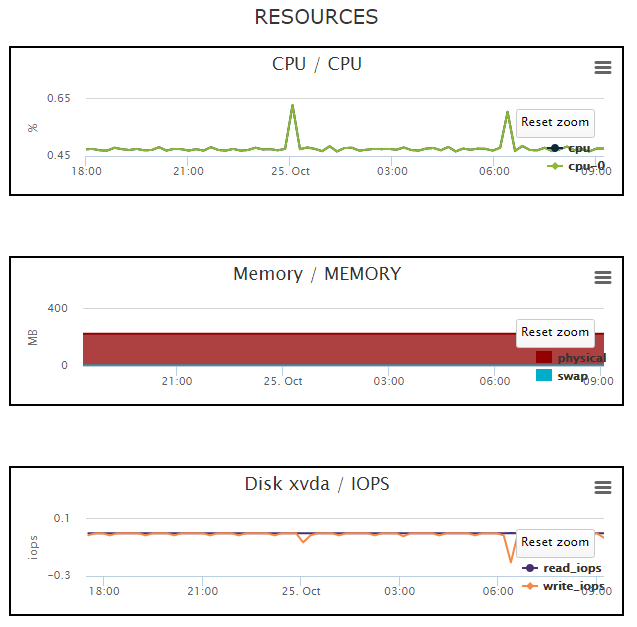 RESOURCES
CPU / CPU
0.65
%
0.45
Reset zoom
cpu
cpu-0
18:00 21:00 25. Oct 03:00 06:00 09:00
Memory / MEMORY
400
MB
0
Reset zoom
physical
swap
21:00 25. Oct 03:00 06:00 09:00
Disk xvda / IOPS
0.1
iops
-0.3
Reset zoom
read_iops
write_iops
18:00 21:00 25. Oct 03:00 06:00 09:00